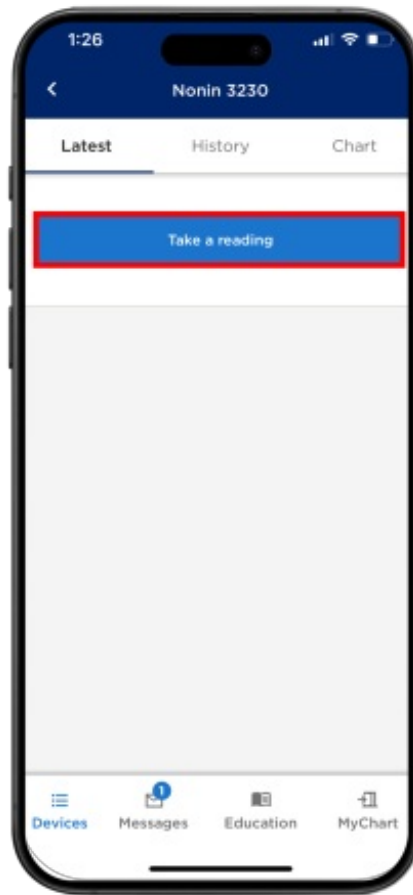 1:26
Nonin 3230
Latest History Chart
Take a reading
1
Devices Messages Education MyChart